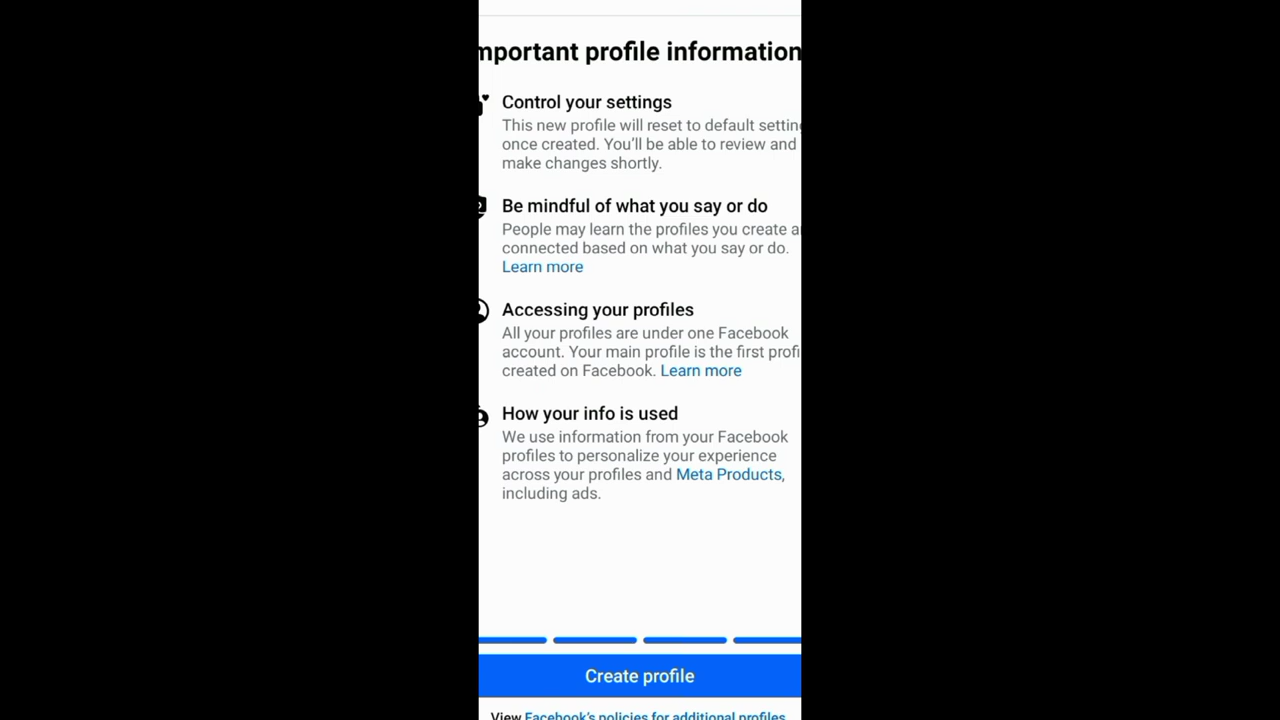 mportant profile information
Control your settings
This new profile will reset to default setting
once created. You'll be able to review and
make changes shortly.
Be mindful of what you say or do
People may learn the profiles you create a
connected based on what you say or do.
Learn more
Accessing your profiles
All your profiles are under one Facebook
account. Your main profile is the first profi
created on Facebook. Learn more
How your info is used
We use information from your Facebook
profiles to personalize your experience
across your profiles and Meta Products,
including ads.
Create profile
View Facebook's policies for additional profiles